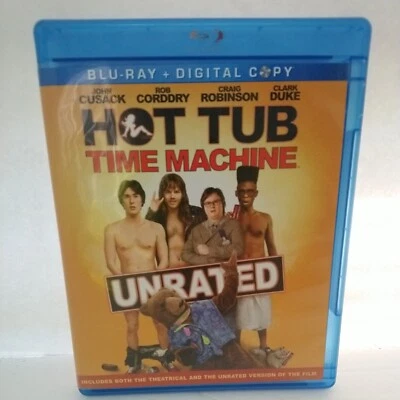 BLU-RAY + DIGITAL COPY
JOHN CUSACK ROB CORDDRY CRAIG ROBINSON CLARK DUKE
HOT TUB
TIME MACHINE
UNRATED
INCLUDES BOTH THE THEATRICAL AND THE UNRATED VERSION OF THE FILM